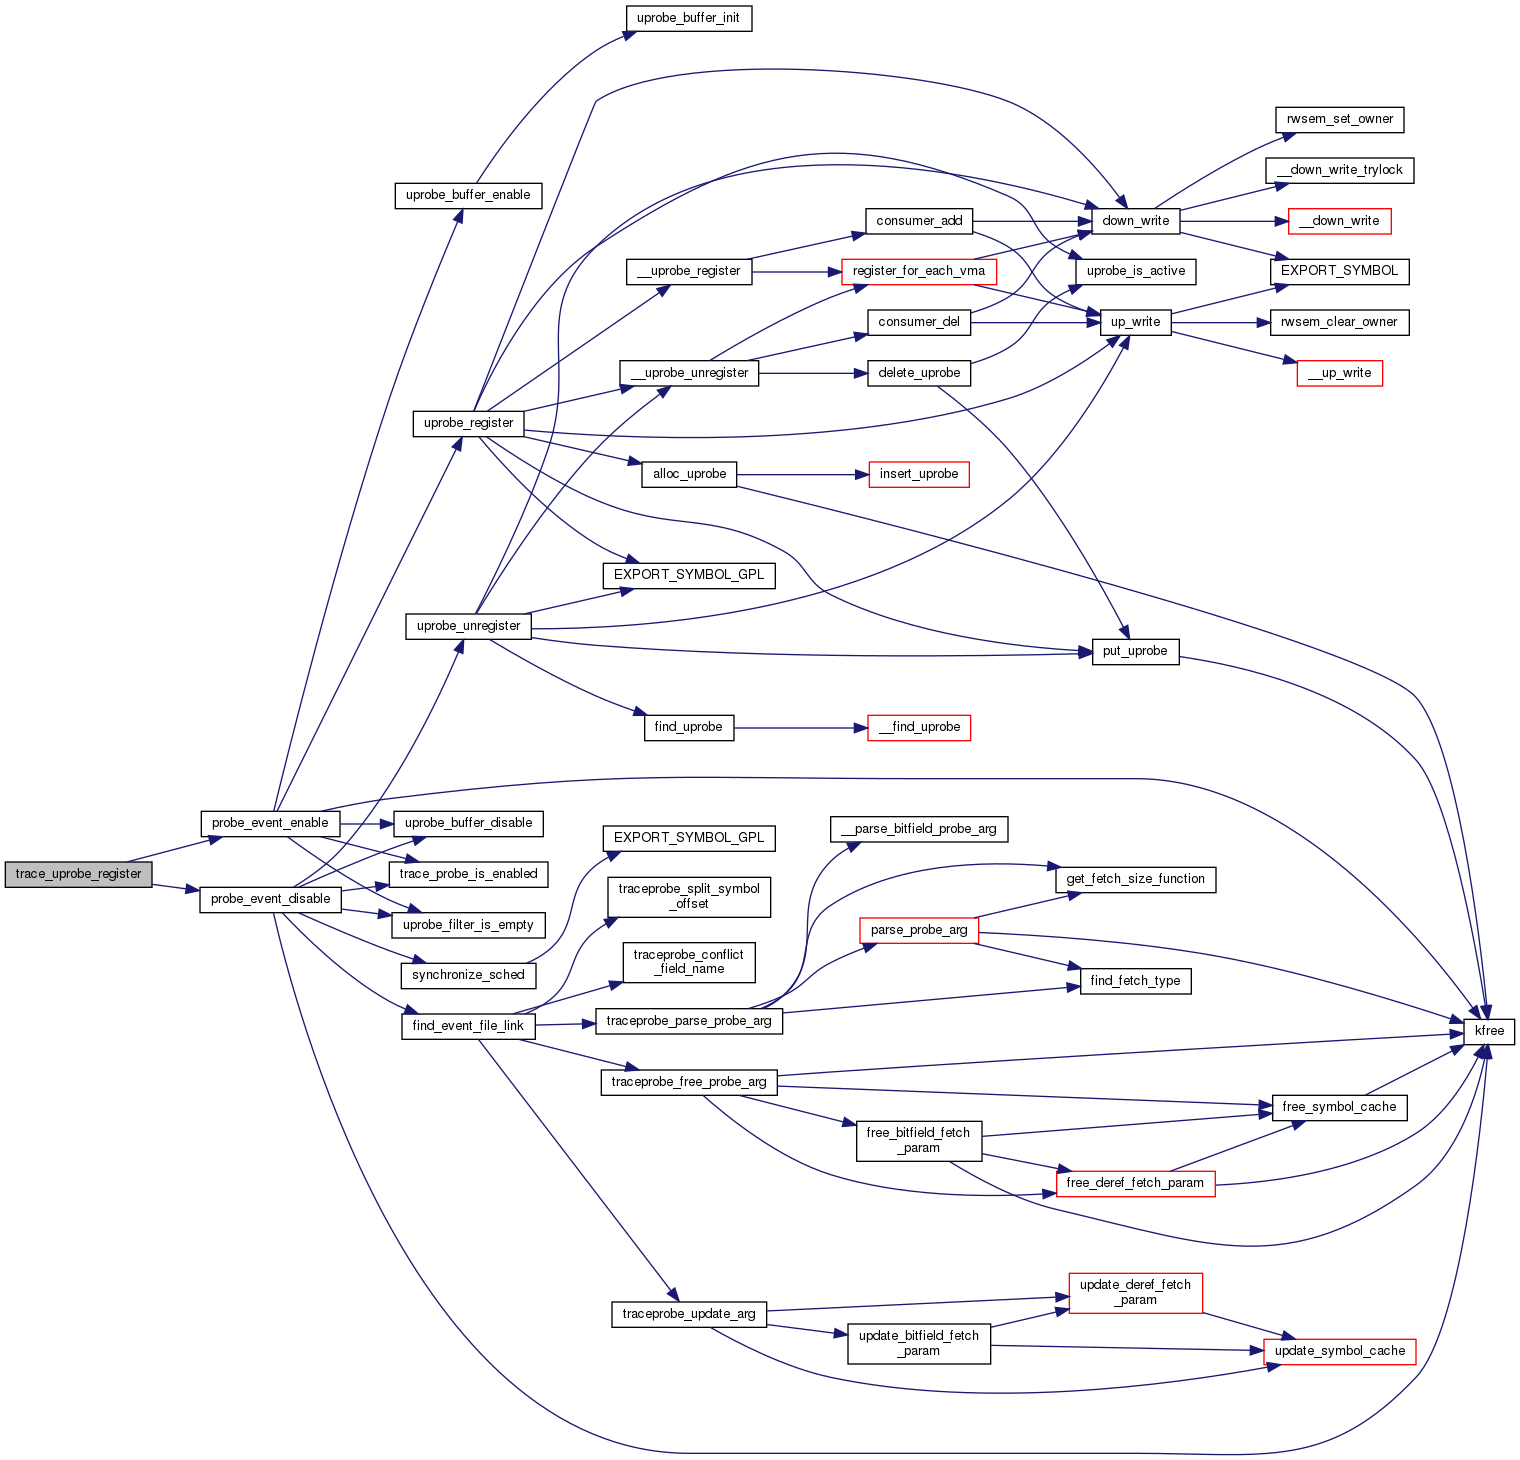 uprobe_buffer_init
rwsem_set_owner
__down_write_trylock
uprobe_buffer_enable
consumer_add
down_write
__down_write
__uprobe_register
register_for_each_vma
uprobe_is_active
EXPORT_SYMBOL
consumer_del
up_write
rwsem_clear_owner
__uprobe_unregister
delete_uprobe
__up_write
uprobe_register
alloc_uprobe
insert_uprobe
EXPORT_SYMBOL_GPL
uprobe_unregister
put_uprobe
find_uprobe
__find_uprobe
probe_event_enable
uprobe_buffer_disable
EXPORT_SYMBOL_GPL
__parse_bitfield_probe_arg
trace_uprobe_register
trace_probe_is_enabled
get_fetch_size_function
probe_event_disable
traceprobe_split_symbol
_offset
uprobe_filter_is_empty
parse_probe_arg
synchronize_sched
traceprobe_conflict
_field_name
find_fetch_type
find_event_file_link
traceprobe_parse_probe_arg
kfree
traceprobe_free_probe_arg
free_symbol_cache
free_bitfield_fetch
_param
free_deref_fetch_param
update_deref_fetch
_param
traceprobe_update_arg
update_bitfield_fetch
_param
update_symbol_cache